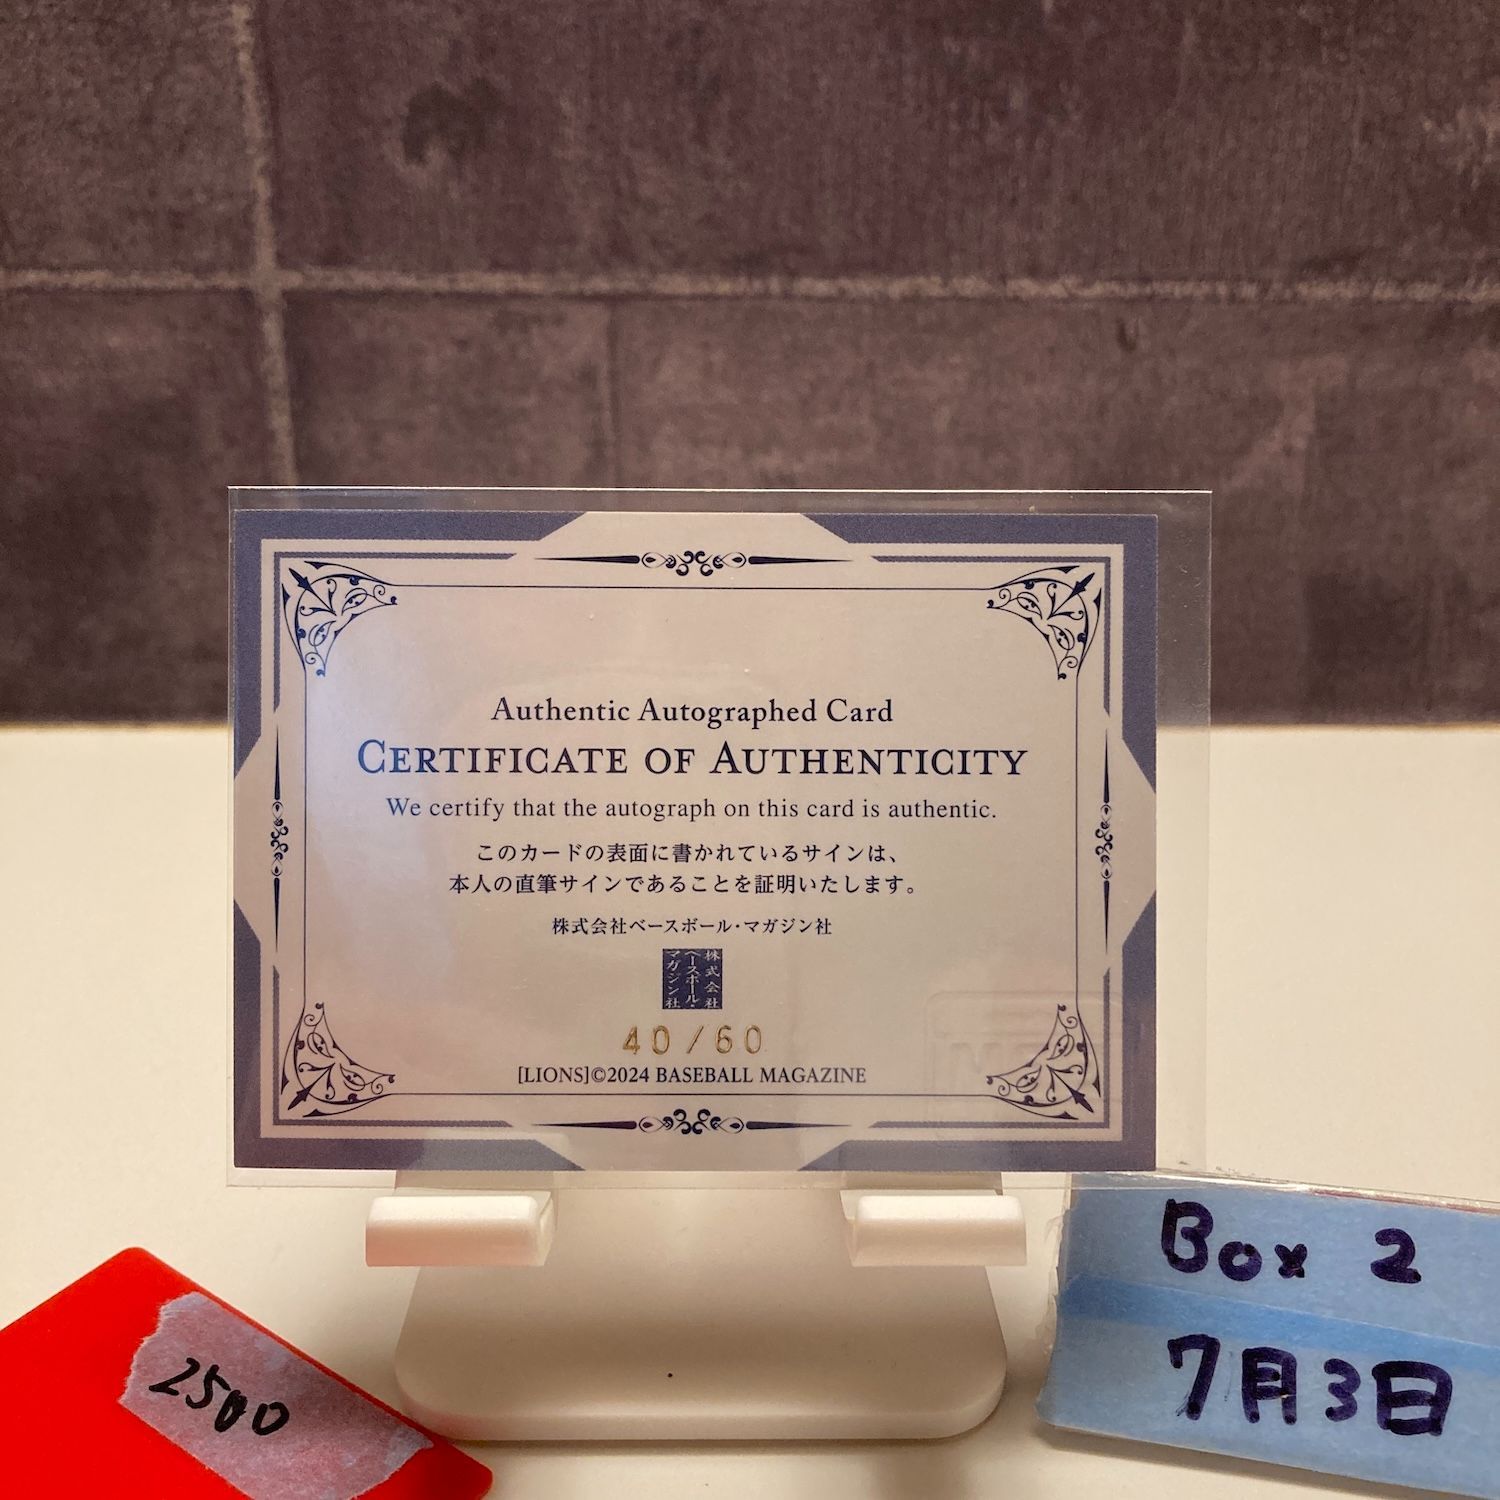 Authentic Autographed Card
CERTIFICATE OF AUTHENTICITY
We certify that the autograph on this card is authentic.
このカードの表面に書かれているサインは、
本人の直筆サインであることを証明いたします。
株式会社ベースボール・マガジン社
株式会社
ベースボール・
マガジン社
40/60
[LIONS]©2024 BASEBALL MAGAZINE
Box 2
7月3日
2500